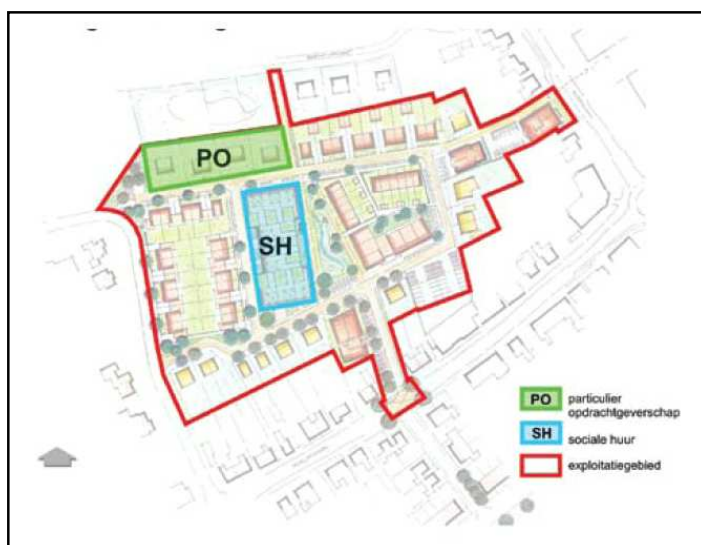 PO
SH
PO particulier
opdrachtgeverschap
SH sociale huur
exploitatiegebied